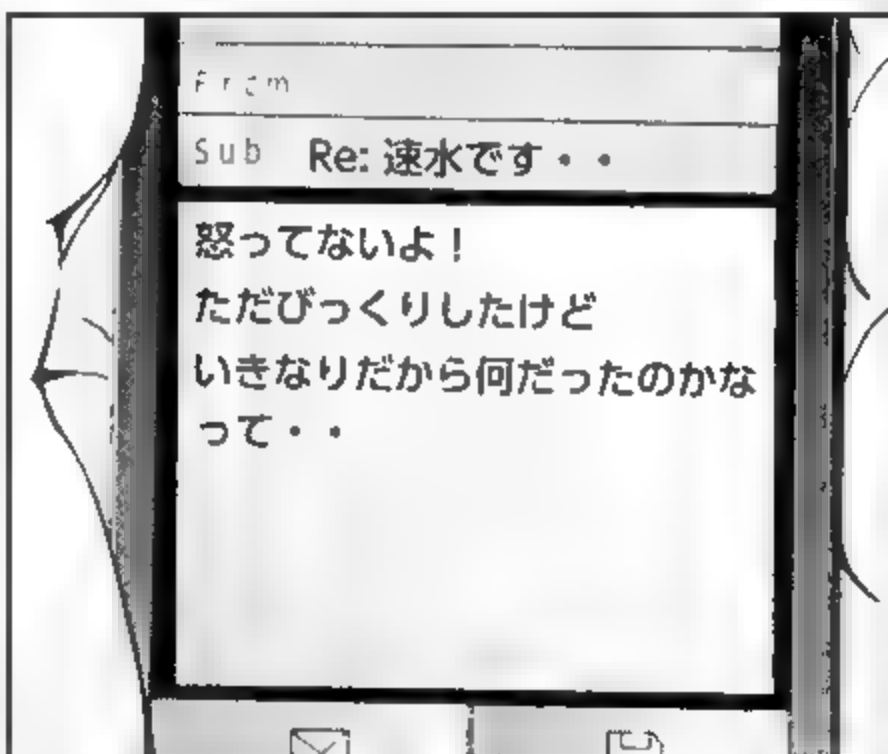 From
Sub Re: 速水です・・
怒ってないよ！
ただびっくりしたけど
いきなりだから何だったのかな
って・・